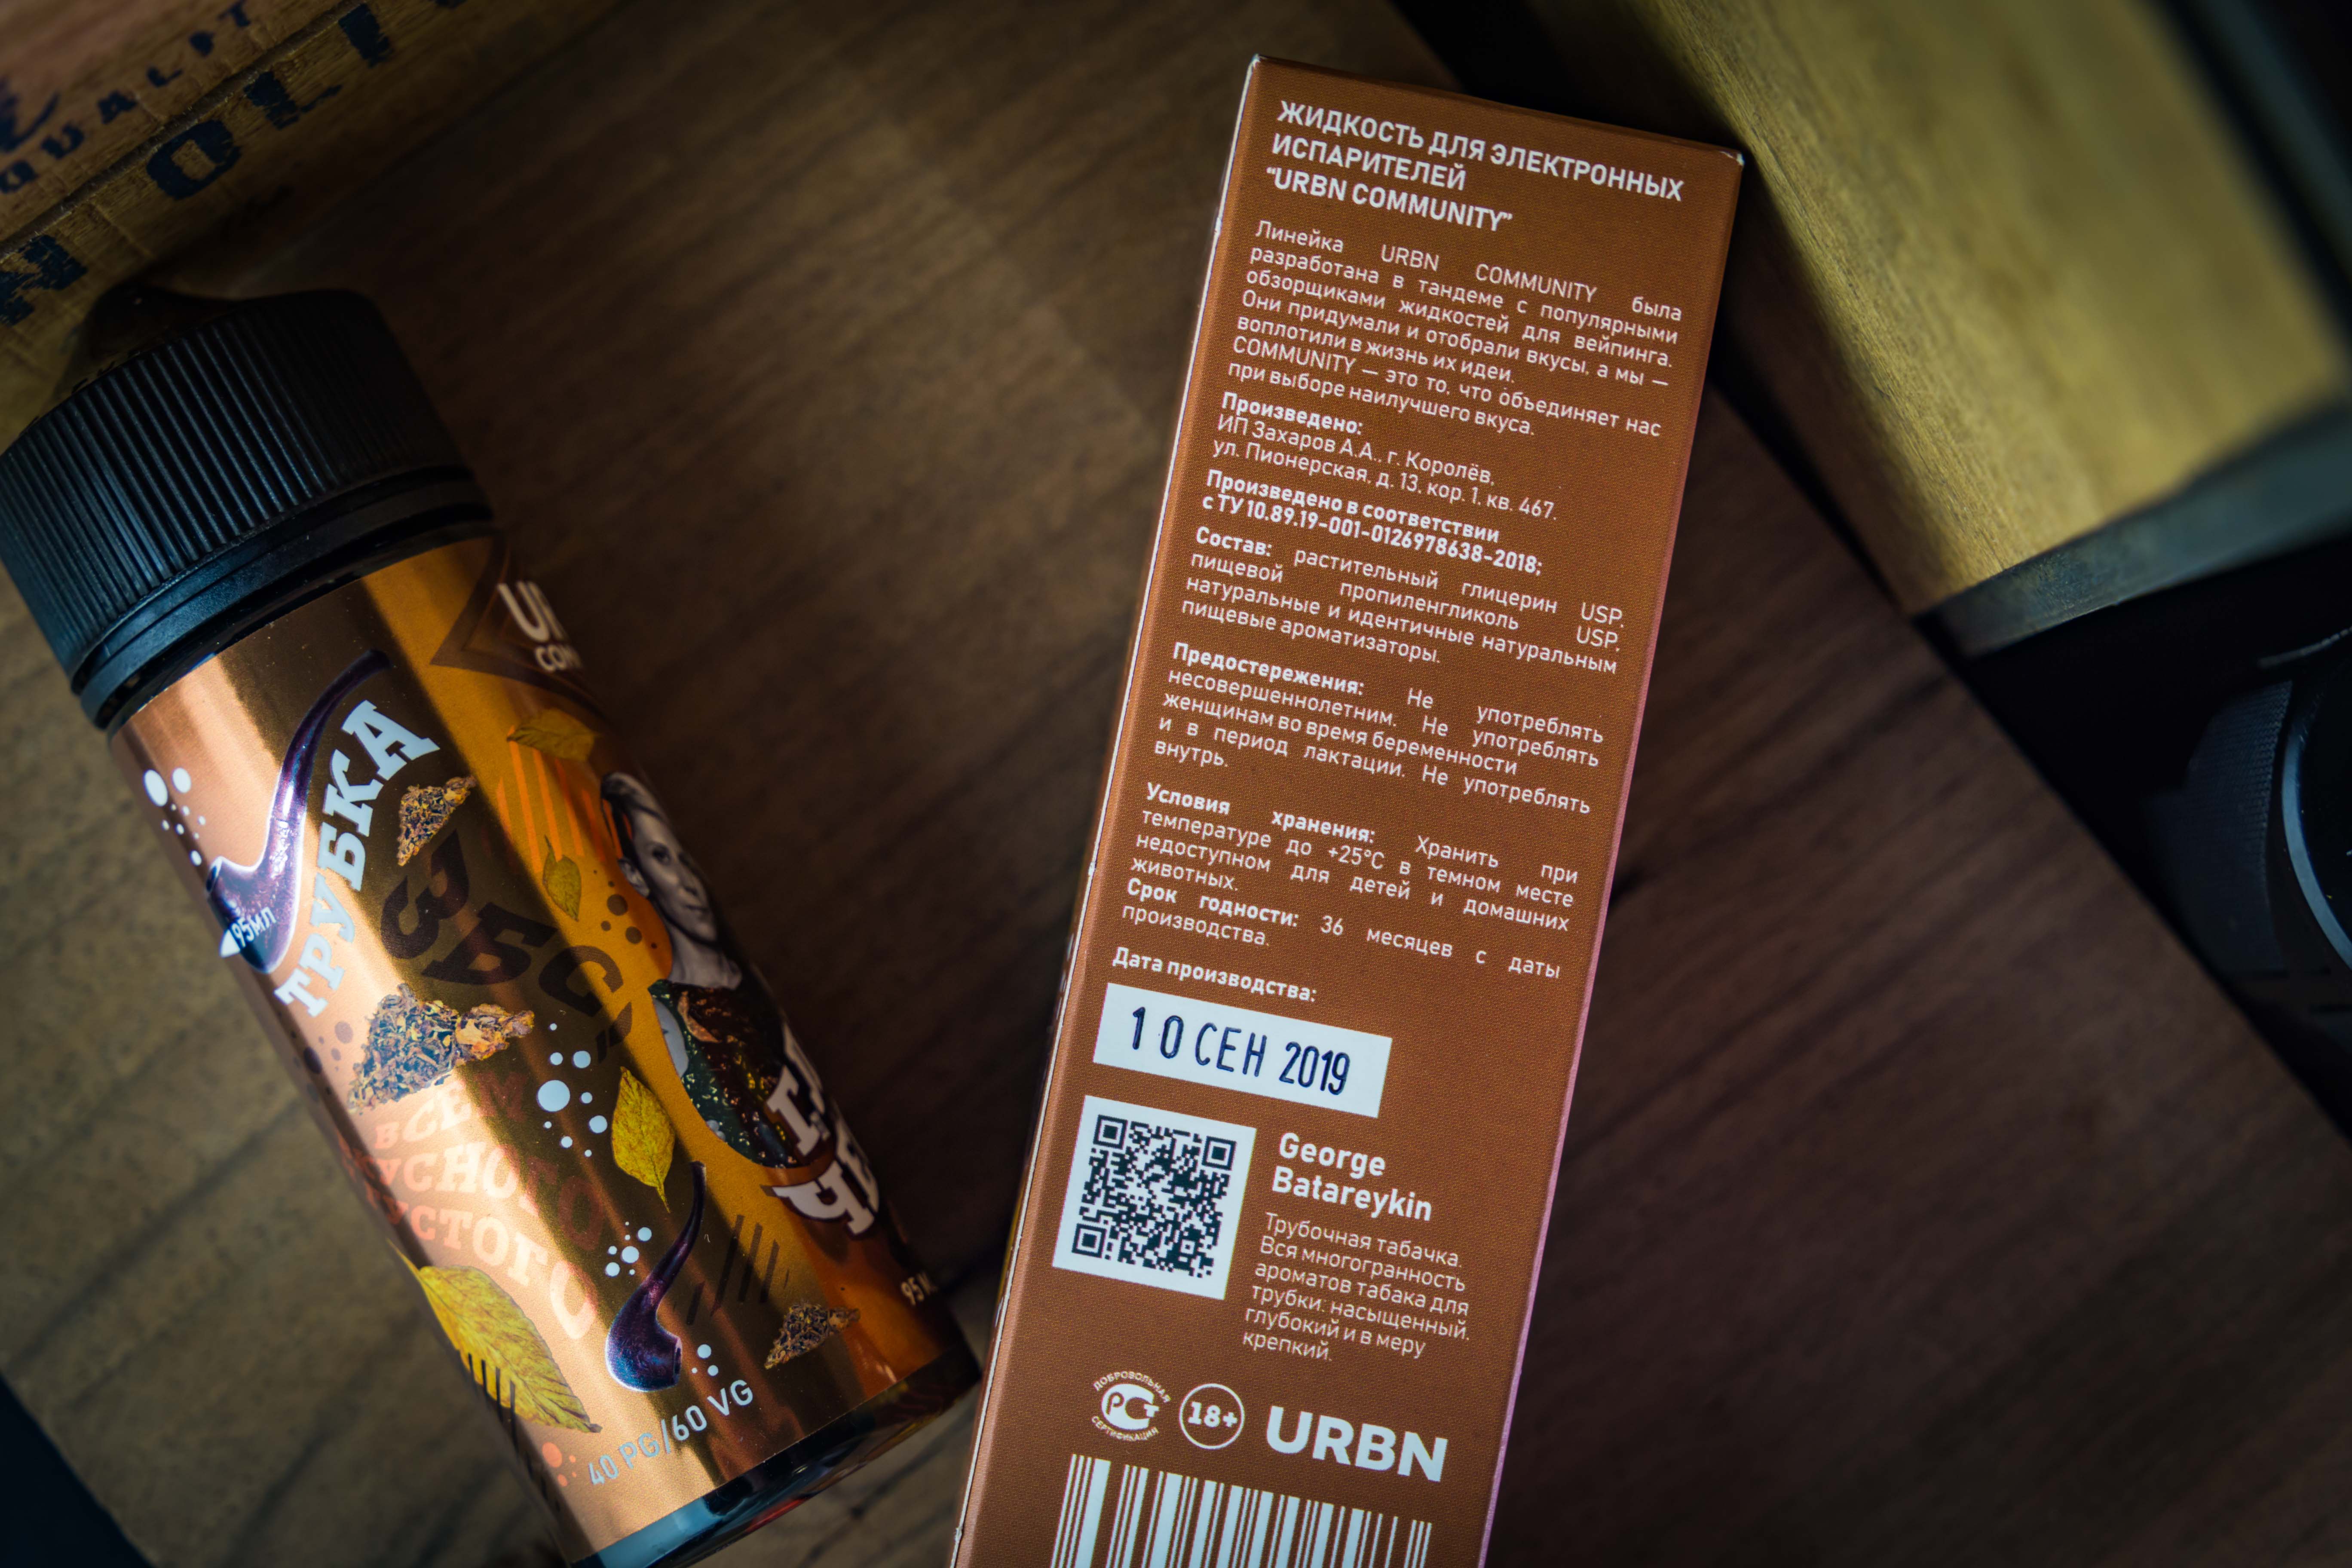 ЖИДКОСТЬ ДЛЯ ЭЛЕКТРОННЫХ
ИСПАРИТЕЛЕЙ
"URBN COMMUNITY"
Линейка URBN COMMUNITY была
разработана в тандеме с популярными
обзорщиками жидкостей для вейпинга.
Они придумали и отобрали вкусы, а мы —
воплотили в жизнь их идеи.
COMMUNITY — это то, что объединяет нас
при выборе наилучшего вкуса.
Произведено:
ИП Захаров А.А., г. Королёв,
ул. Пионерская, д. 13, кор. 1, кв. 467.
Произведено в соответствии
с ТУ 10.89.19-001-0126978638-2018;
Состав: растительный глицерин USP,
пищевой пропиленгликоль USP,
натуральные и идентичные натуральным
пищевые ароматизаторы.
Предостережения: Не употреблять
несовершеннолетним. Не употреблять
женщинам во время беременности
и в период лактации. Не употреблять
внутрь.
Условия хранения: Хранить при
температуре до +25°C в темном месте
недоступном для детей и домашних
животных.
Срок годности: 36 месяцев с даты
производства.
Дата производства:
10 СЕН 2019
George
Batareykin
Трубочная табачка.
Вся многогранность
ароматов табака для
трубки: насыщенный,
глубокий и в меру
крепкий.
ДОБРОВОЛЬНАЯ
РСТ
СЕРТИФИКАЦИЯ
18+
URBN
ТРУБКА
95мл
ЗБС
ВСЕМ
40 PG/60 VG